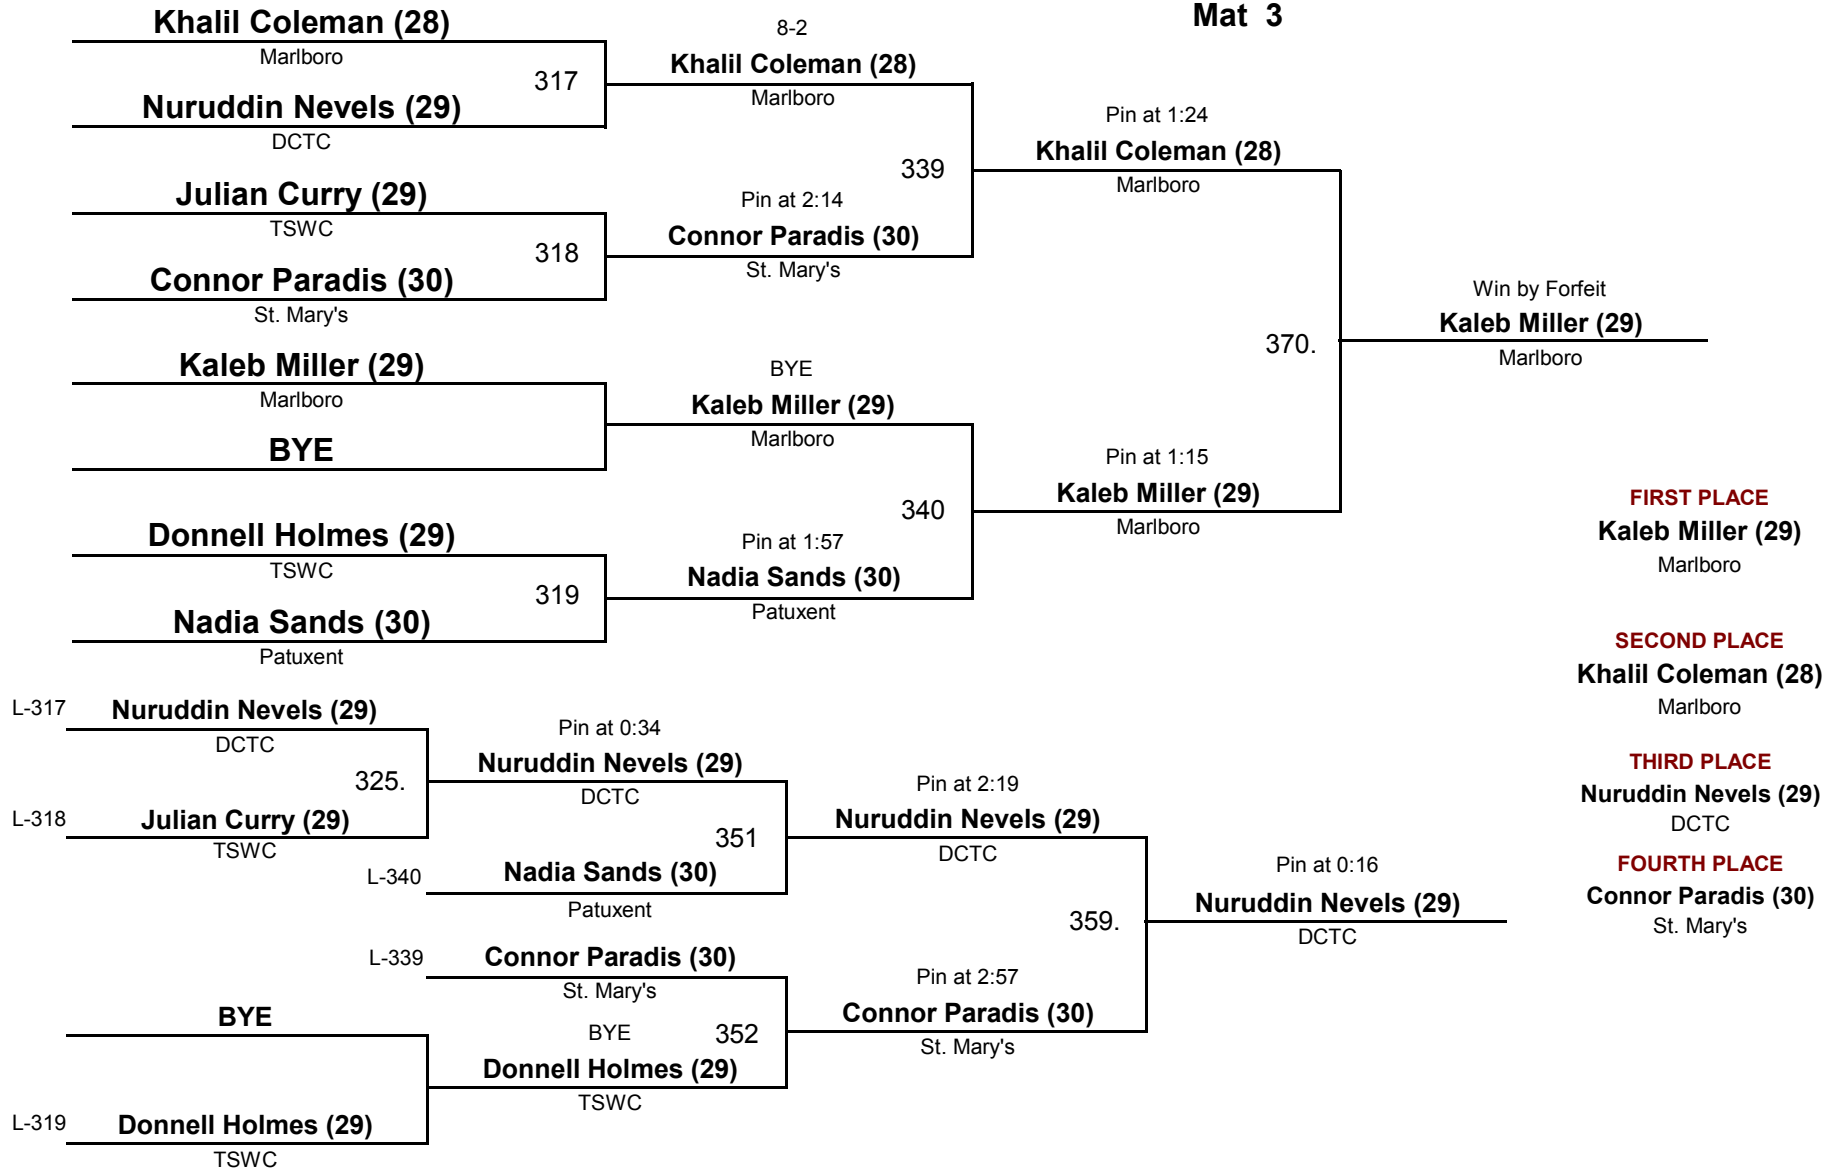 Mat 3
Khalil Coleman (28)
Marlboro
317
Nuruddin Nevels (29)
DCTC
8-2
Khalil Coleman (28)
Marlboro
Julian Curry (29)
TSWC
318
Connor Paradis (30)
St. Mary's
Pin at 2:14
Connor Paradis (30)
St. Mary's
339
Pin at 1:24
Khalil Coleman (28)
Marlboro
Kaleb Miller (29)
Marlboro
BYE
BYE
Kaleb Miller (29)
Marlboro
Donnell Holmes (29)
TSWC
319
Nadia Sands (30)
Patuxent
Pin at 1:57
Nadia Sands (30)
Patuxent
340
Pin at 1:15
Kaleb Miller (29)
Marlboro
370.
Win by Forfeit
Kaleb Miller (29)
Marlboro
FIRST PLACE
Kaleb Miller (29)
Marlboro
SECOND PLACE
Khalil Coleman (28)
Marlboro
THIRD PLACE
Nuruddin Nevels (29)
DCTC
FOURTH PLACE
Connor Paradis (30)
St. Mary's
L-317
Nuruddin Nevels (29)
DCTC
325.
L-318
Julian Curry (29)
TSWC
Pin at 0:34
Nuruddin Nevels (29)
DCTC
351
L-340
Nadia Sands (30)
Patuxent
Pin at 2:19
Nuruddin Nevels (29)
DCTC
L-339
Connor Paradis (30)
St. Mary's
BYE
BYE
352
Donnell Holmes (29)
TSWC
L-319
Donnell Holmes (29)
TSWC
Pin at 2:57
Connor Paradis (30)
St. Mary's
359.
Pin at 0:16
Nuruddin Nevels (29)
DCTC